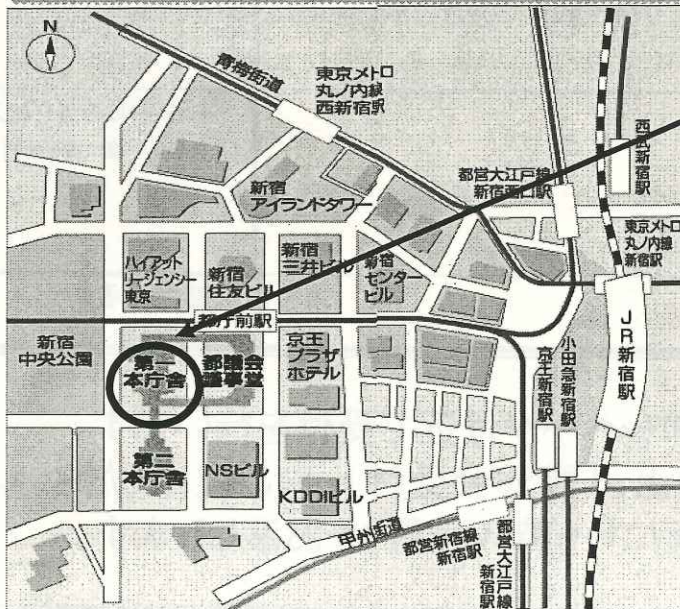 N
青梅街道
東京メトロ
丸ノ内線
西新宿駅
西武新宿駅
都営大江戸線
新宿西口駅
新宿
アイランドタワー
東京メトロ
丸ノ内線
新宿駅
ハイアット
リージェンシー
東京
新宿
住友ビル
新宿
三井ビル
新宿
センター
ビル
都庁前駅
JR新宿駅
小田急新宿駅
京王新宿駅
新宿
中央公園
第一
本庁舎
都議会
議事堂
京王
プラザ
ホテル
第二
本庁舎
NSビル
KDDIビル
甲州街道
都営新宿線
新宿駅
都営大江戸線
新宿駅